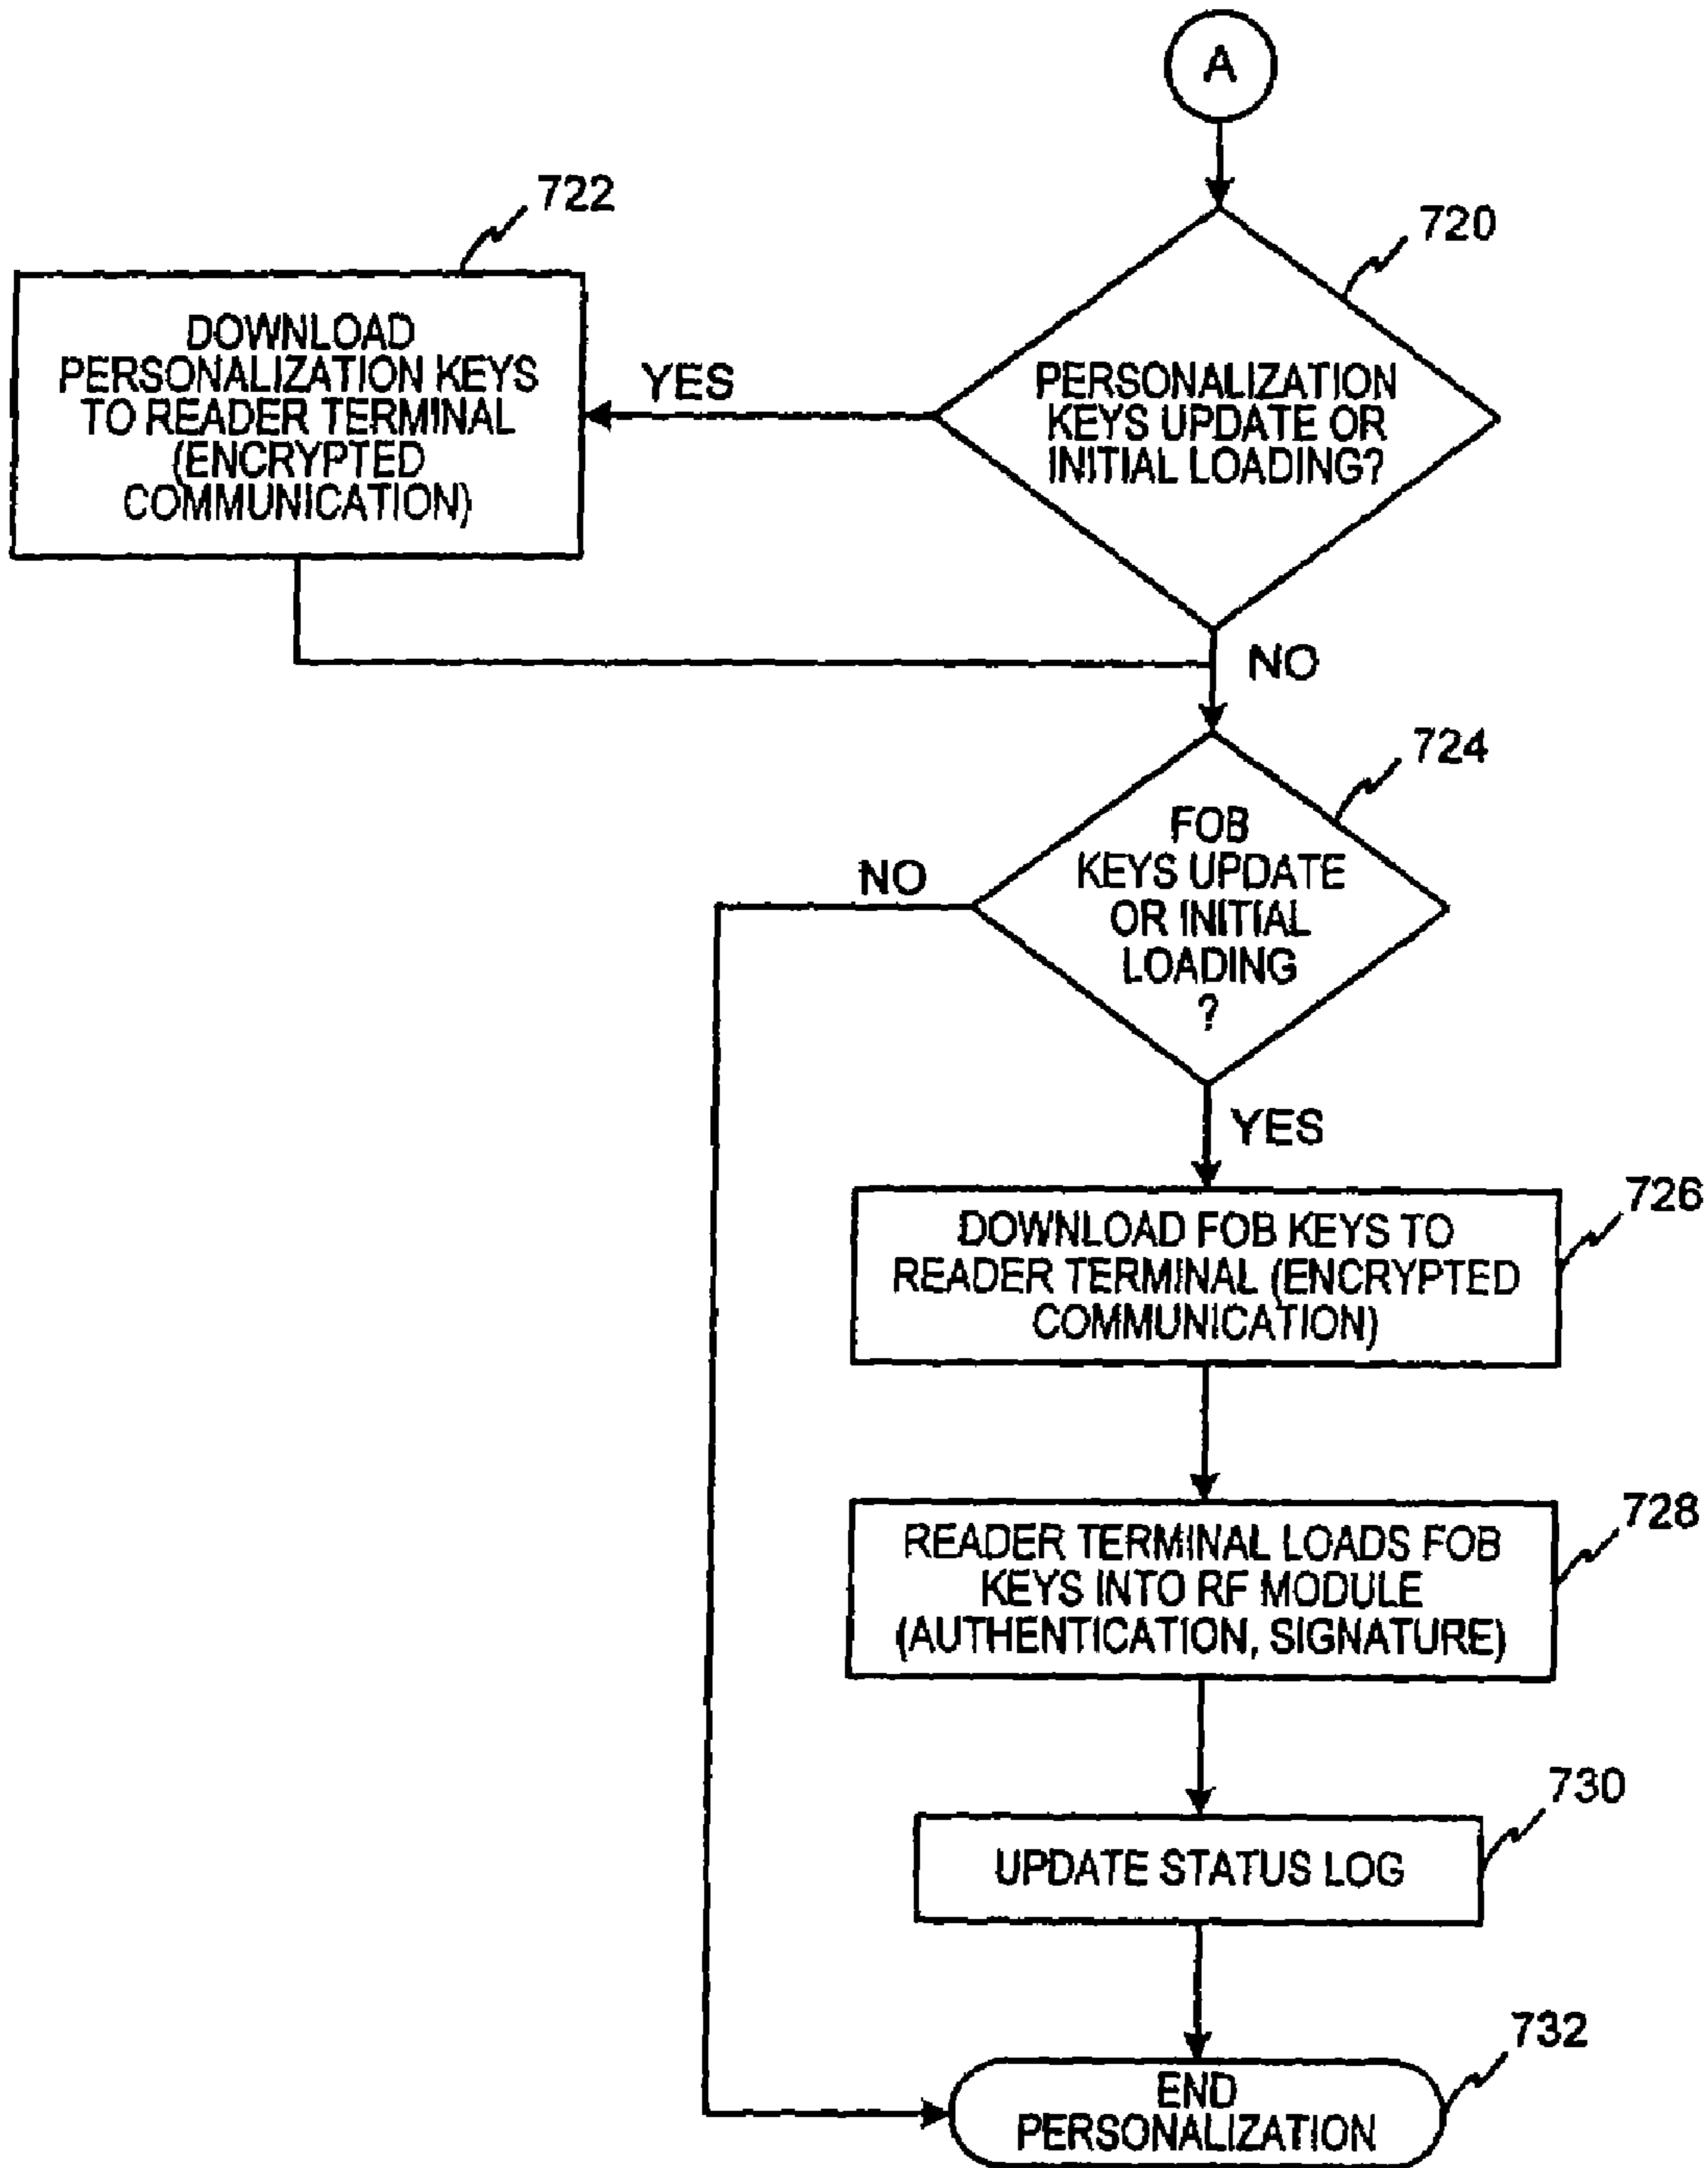 A
720
PERSONALIZATION
KEYS UPDATE OR
INITIAL LOADING?
722
DOWNLOAD
PERSONALIZATION KEYS
TO READER TERMINAL
(ENCRYPTED
COMMUNICATION)
YES
NO
724
FOB
KEYS UPDATE
OR INITIAL
LOADING
?
NO
YES
726
DOWNLOAD FOB KEYS TO
READER TERMINAL (ENCRYPTED
COMMUNICATION)
728
READER TERMINAL LOADS FOB
KEYS INTO RF MODULE
(AUTHENTICATION, SIGNATURE)
730
UPDATE STATUS LOG
732
END
PERSONALIZATION